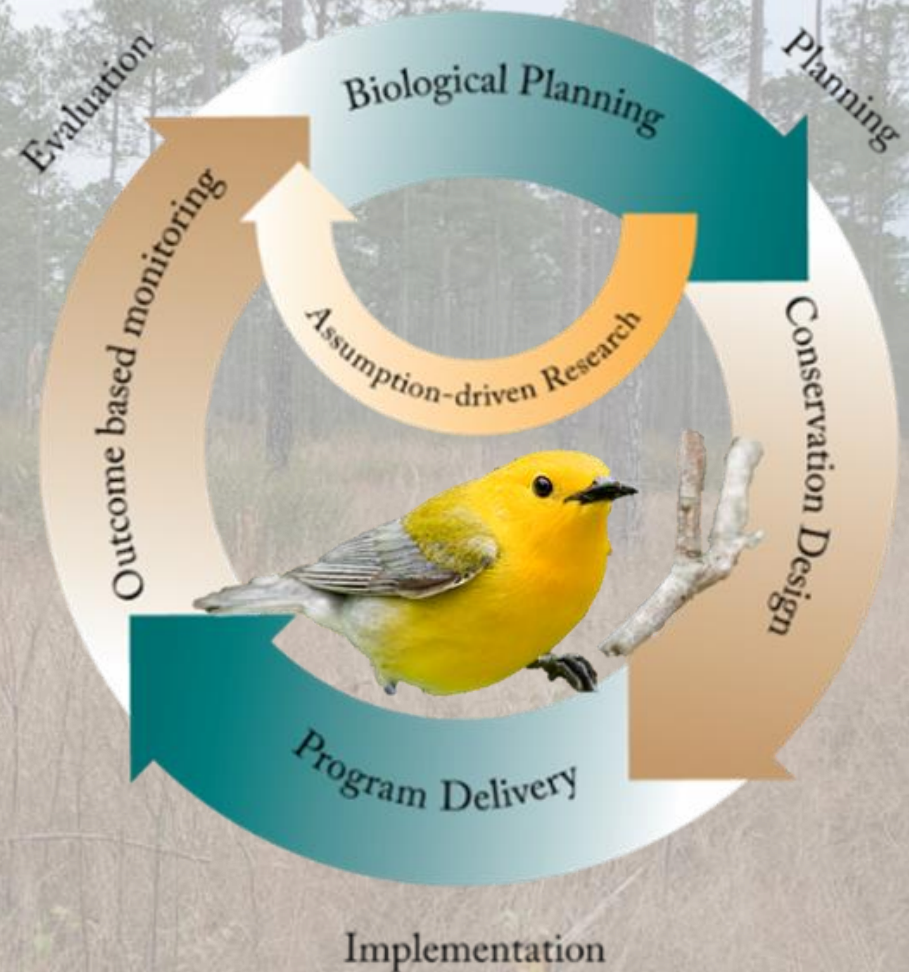 Evaluation
Planning
Biological Planning
Assumption-driven Research
Conservation Design
Outcome based monitoring
Program Delivery
Implementation